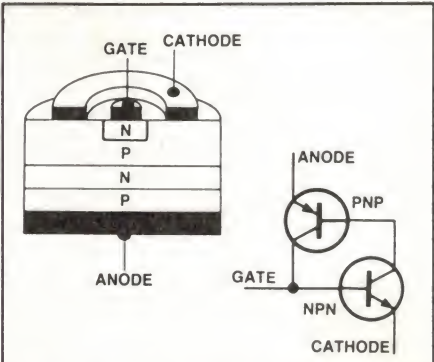 GATE CATHODE
N
P
N
P
ANODE
ANODE
PNP
GATE
NPN
CATHODE